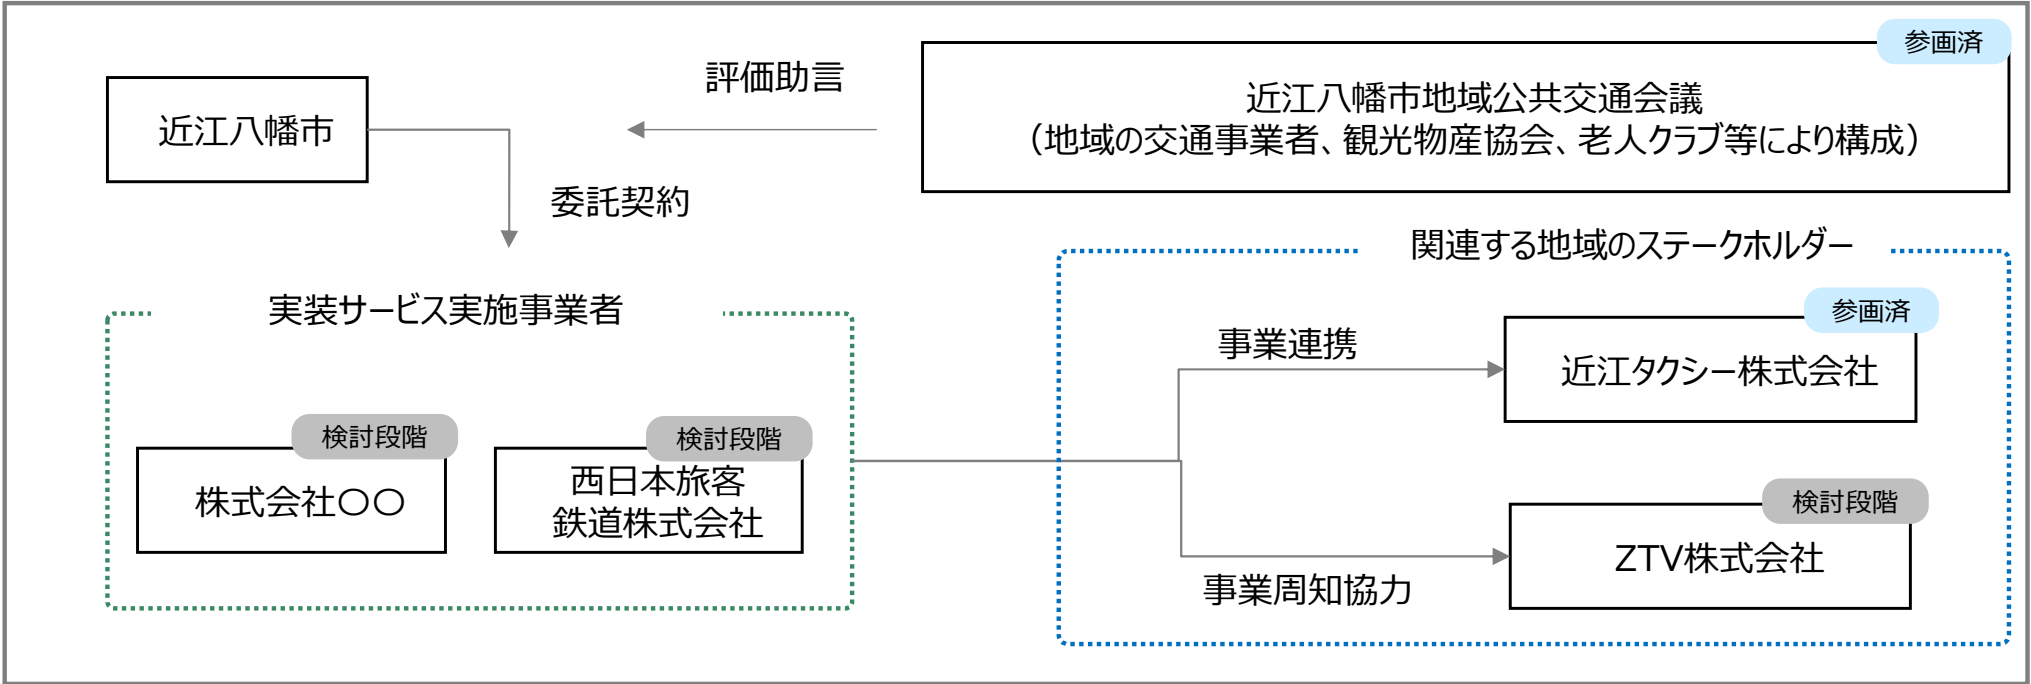 参画済
近江八幡市
評価助言
近江八幡市地域公共交通会議
（地域の交通事業者、観光物産協会、老人クラブ等により構成）
委託契約
関連する地域のステークホルダー
実装サービス実施事業者
参画済
事業連携
近江タクシー株式会社
検討段階
検討段階
株式会社〇〇
西日本旅客
鉄道株式会社
検討段階
ZTV株式会社
事業周知協力